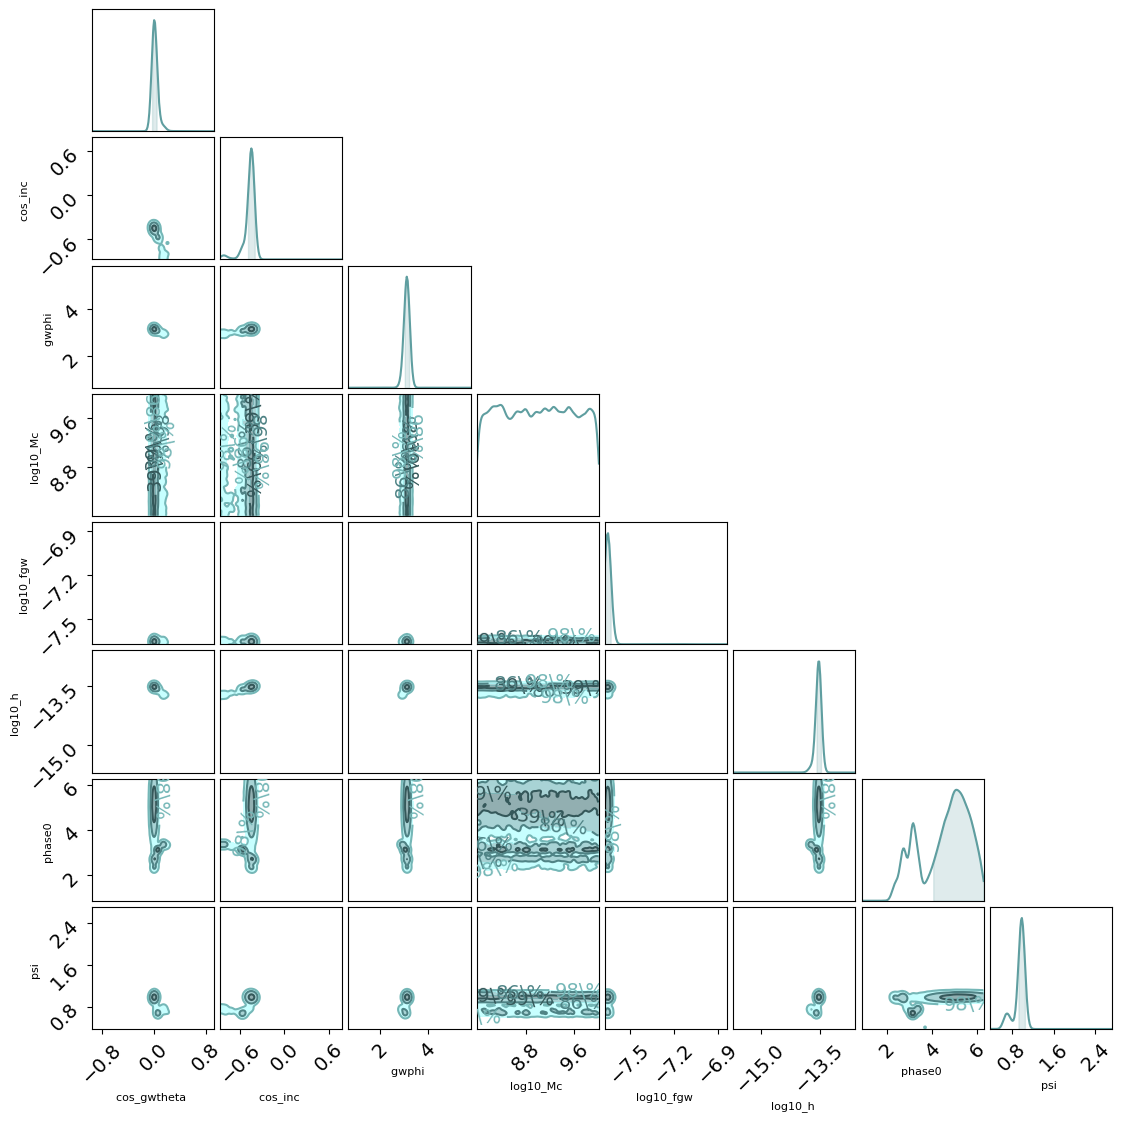 cos_inc
0.6
0.0
−0.6
gwphi
4
2
log10_Mc
9.6
8.8
log10_fgw
−6.9
−7.2
−7.5
log10_h
−13.5
−15.0
phase0
6
4
2
psi
2.4
1.6
0.8
−0.8 0.0 0.8
−0.6 0.0 0.6
2 4
8.8 9.6
−7.5 −7.2 −6.9
−15.0 −13.5
2 4 6
0.8 1.6 2.4
cos_gwtheta
cos_inc
gwphi
log10_Mc
log10_fgw
log10_h
phase0
psi